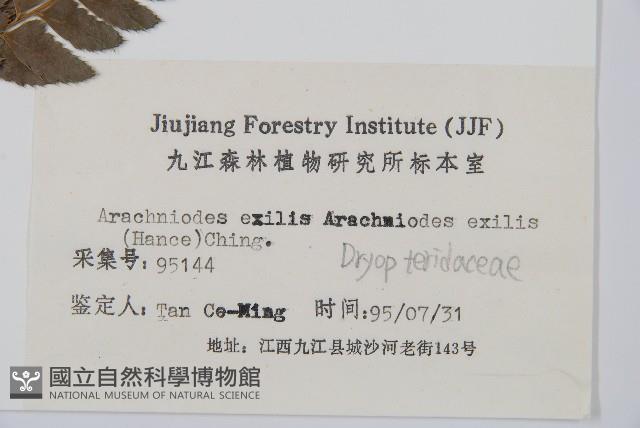 Jiujiang Forestry Institute (JJF)
九江森林植物研究所标本室
Arachniodes exilis Arachniodes exilis
(Hance)Ching.
采集号: 95144
Dryopteridaceae
鉴定人: Tan Ce-Ming 时间: 95/07/31
地址: 江西九江县城沙河老街143号
國立自然科學博物館
NATIONAL MUSEUM OF NATURAL SCIENCE